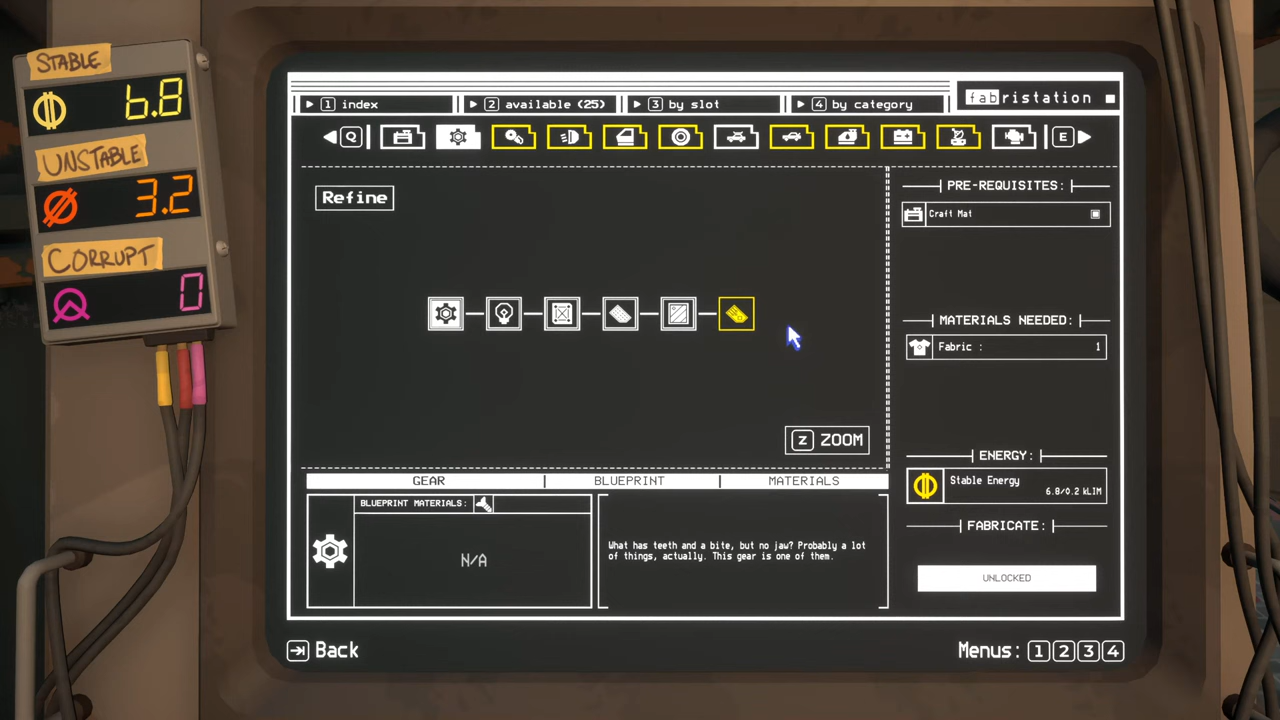 STABLE
6.8
UNSTABLE
3.2
CORRUPT
0
1 index
2 available (25)
3 by slot
4 by category
fabristation
Q
E
Refine
Z ZOOM
PRE-REQUISITES:
Craft Mat
MATERIALS NEEDED:
Fabric : 1
ENERGY:
Stable Energy
6.8/0.2 kLIM
FABRICATE:
UNLOCKED
GEAR
BLUEPRINT
MATERIALS
BLUEPRINT MATERIALS:
N/A
What has teeth and a bite, but no jaw? Probably a lot
of things, actually. This gear is one of them.
Back
Menus: 1 2 3 4